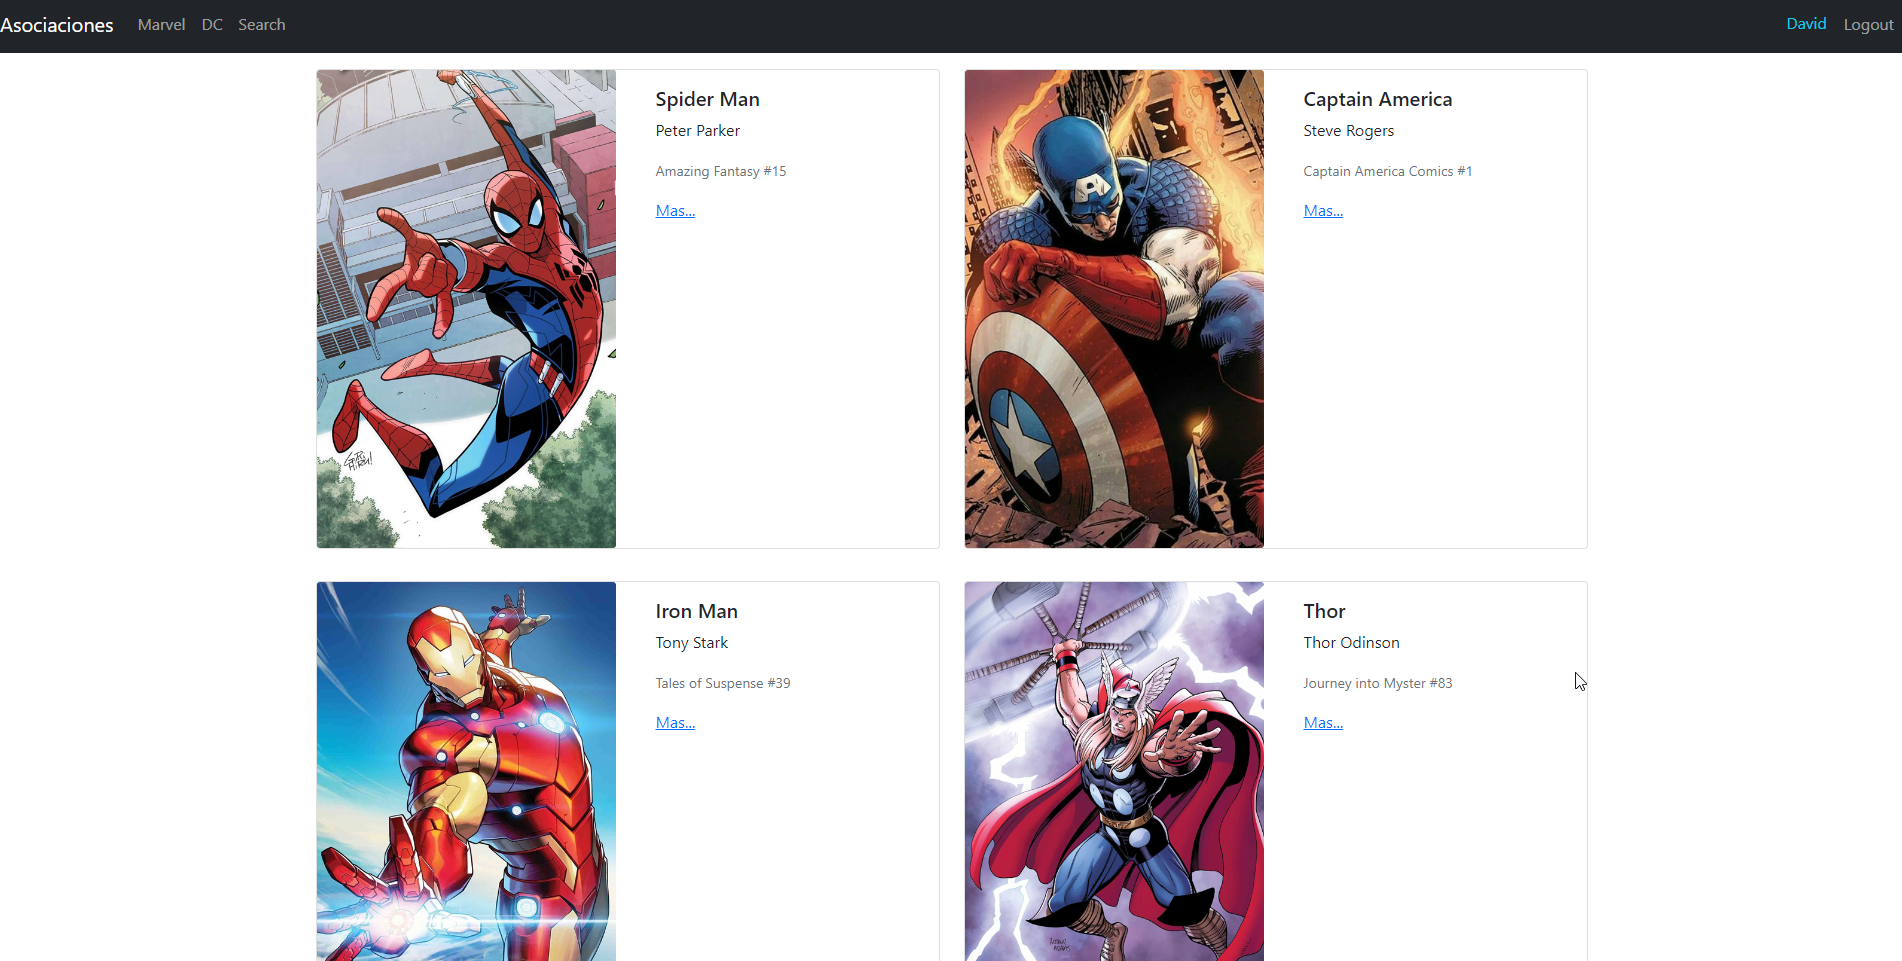 Asociaciones Marvel DC Search David Logout
Spider Man
Peter Parker
Amazing Fantasy #15
Mas...
Captain America
Steve Rogers
Captain America Comics #1
Mas...
Iron Man
Tony Stark
Tales of Suspense #39
Mas...
Thor
Thor Odinson
Journey into Myster #83
Mas...